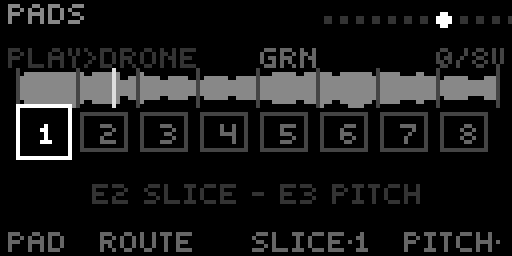 PADS
PLAY>DRONE GRN 0/8V
1 2 3 4 5 6 7 8
E2 SLICE - E3 PITCH
PAD ROUTE SLICE·1 PITCH·